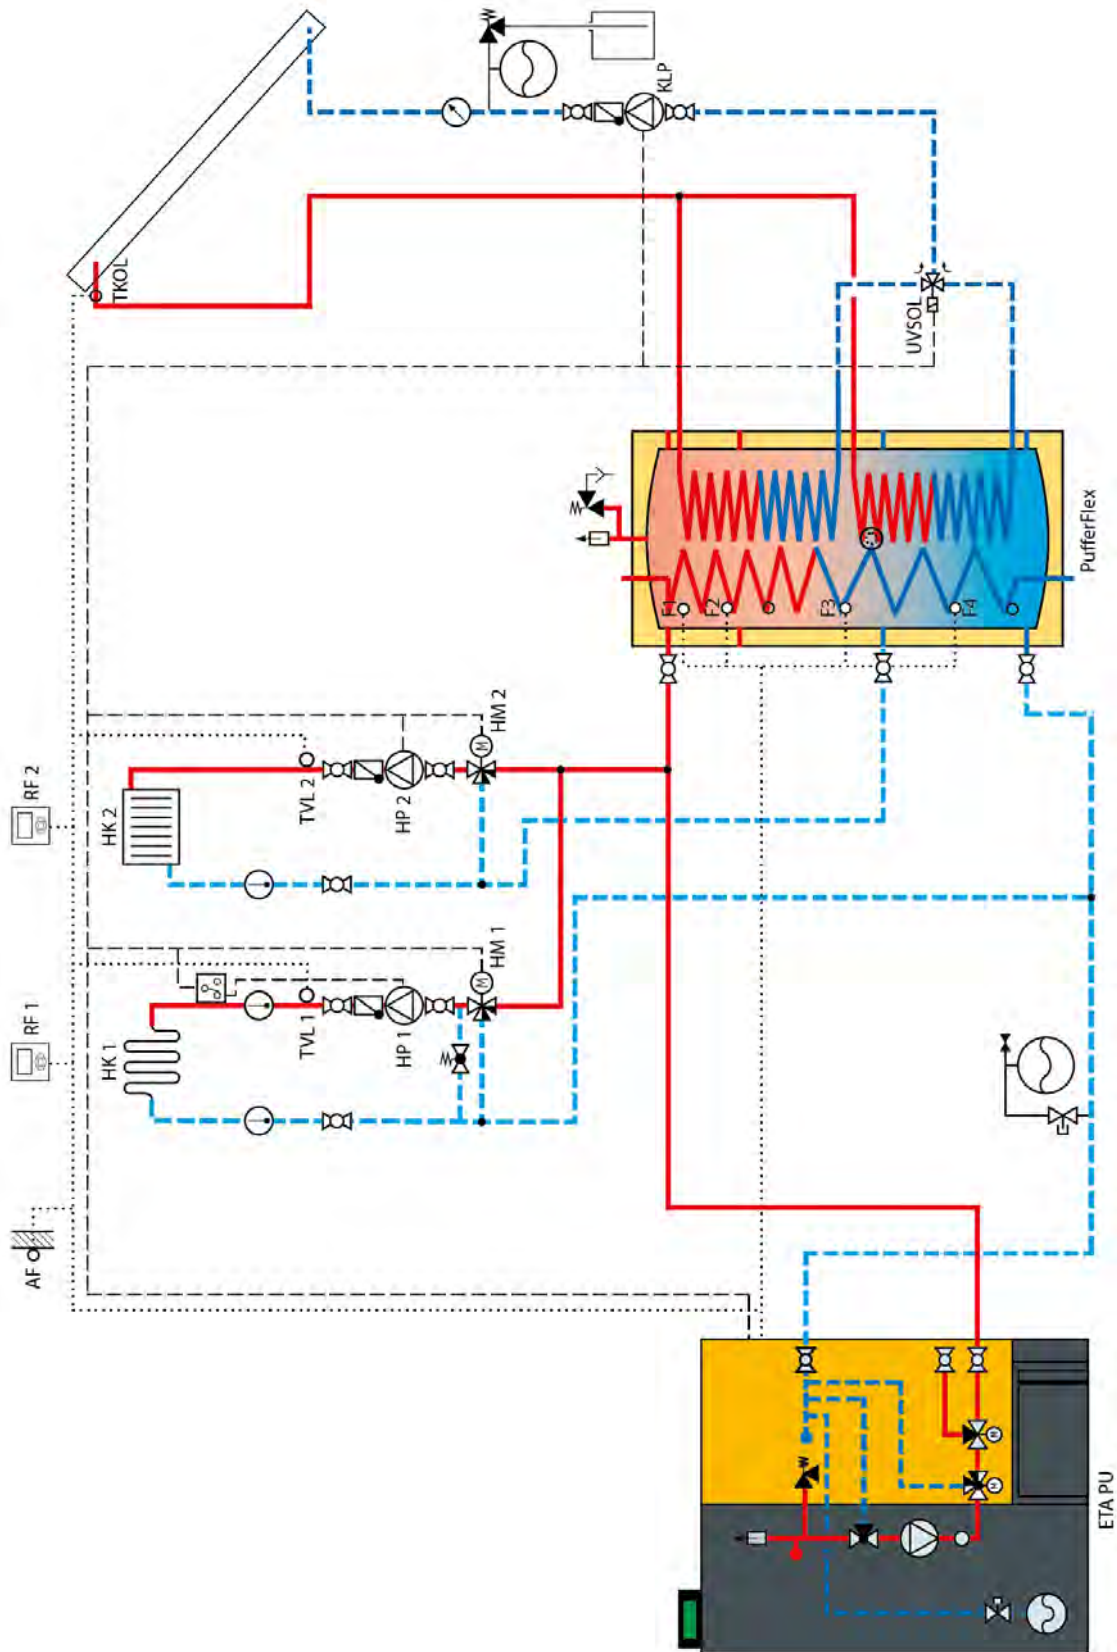 AF
RF 1
RF 2
HK 1
HK 2
TKOL
TVL 1
TVL 2
HP 1
HP 2
M
M
HM 1
HM 2
KLP
F1
F2
F3
UVSOL
F4
M
M
PufferFlex
ETA PU